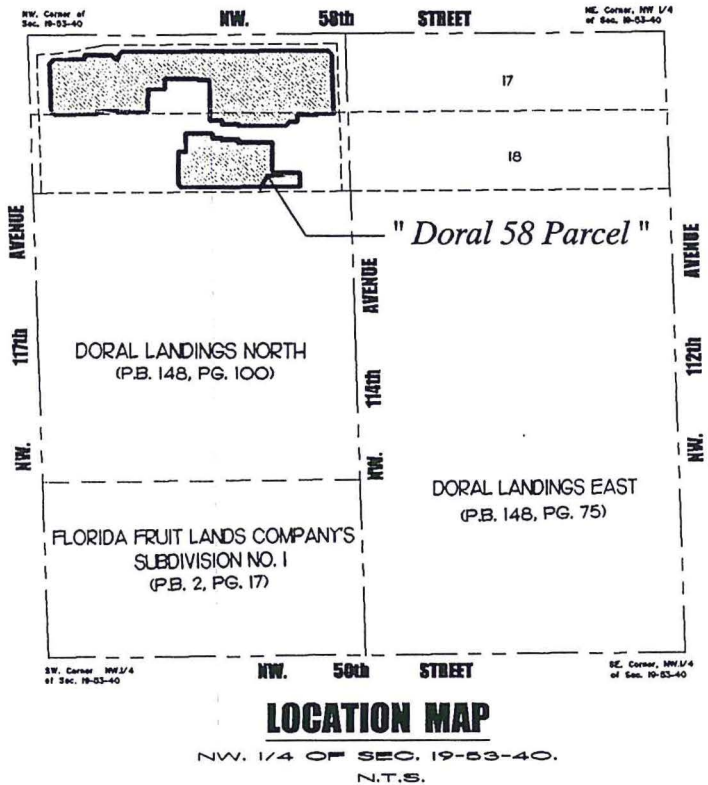 NW. Corner of
Sec. 19-53-40
NW. 58th STREET
NE. Corner, NW 1/4
of Sec. 19-53-40
17
18
" Doral 58 Parcel "
NW. 117th AVENUE
NW. 114th AVENUE
NW. 112th AVENUE
DORAL LANDINGS NORTH
(P.B. 148, PG. 100)
DORAL LANDINGS EAST
(P.B. 148, PG. 75)
FLORIDA FRUIT LANDS COMPANY'S
SUBDIVISION NO. 1
(P.B. 2, PG. 17)
SW. Corner NW.1/4
of Sec. 19-53-40
NW. 50th STREET
SE. Corner, NW.1/4
of Sec. 19-53-40
LOCATION MAP
NW. 1/4 OF SEC. 19-53-40.
N.T.S.